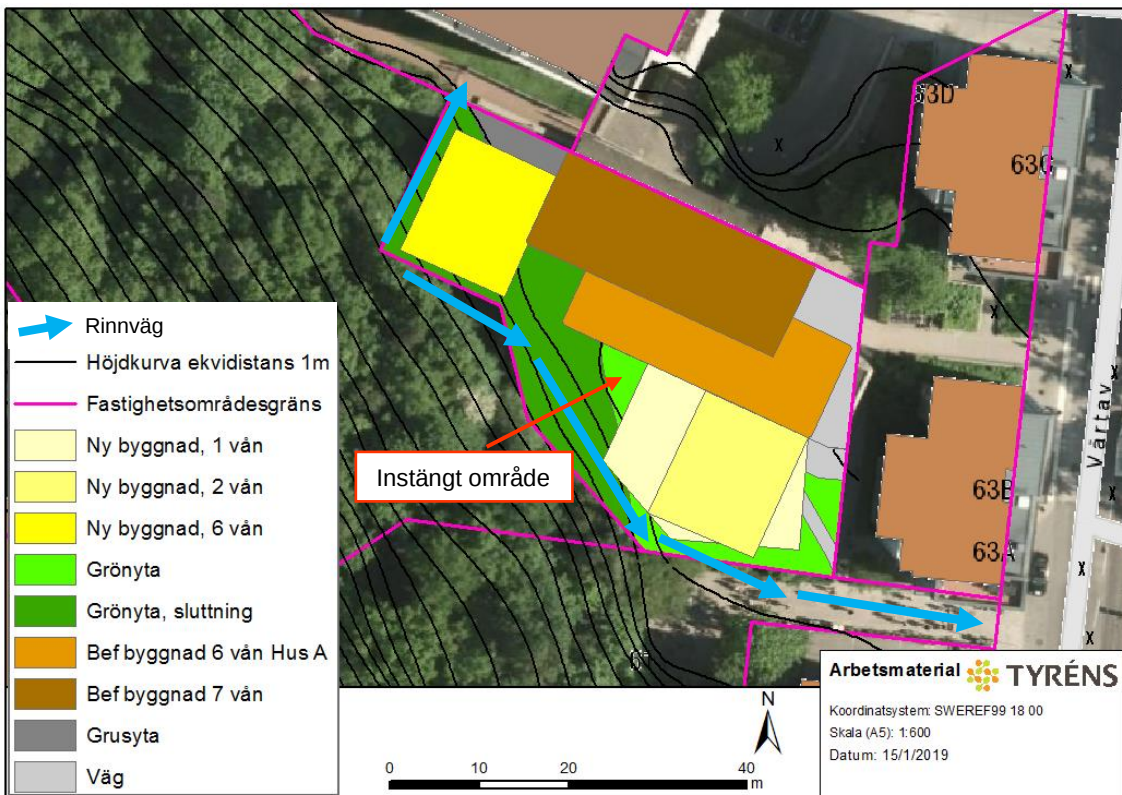 63D
63C
63B
63A
Värtav
Rinnväg
Höjdkurva ekvidistans 1m
Fastighetsområdesgräns
Ny byggnad, 1 vån
Ny byggnad, 2 vån
Ny byggnad, 6 vån
Grönyta
Grönyta, sluttning
Bef byggnad 6 vån Hus A
Bef byggnad 7 vån
Grusyta
Väg
Instängt område
N
0 10 20 40
m
Arbetsmaterial TYRÉNS
Koordinatsystem: SWEREF99 18 00
Skala (A5): 1:600
Datum: 15/1/2019